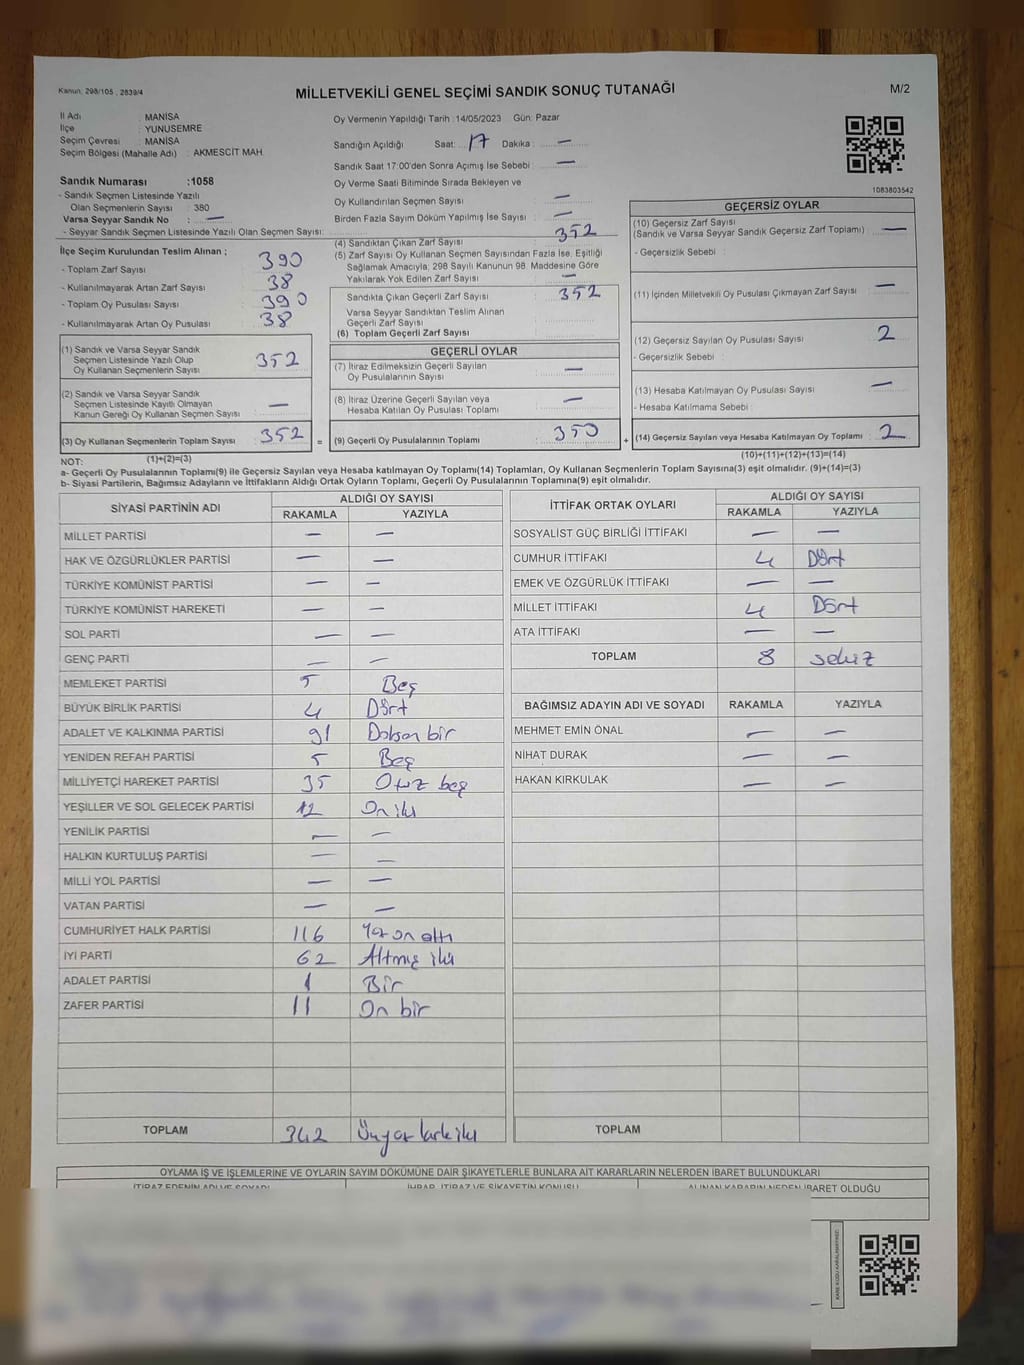 Kanun: 298/105 , 2839/4
MİLLETVEKİLİ GENEL SEÇİMİ SANDIK SONUÇ TUTANAĞI
M/2
İl Adı : MANİSA
İlçe : YUNUSEMRE
Seçim Çevresi : MANİSA
Seçim Bölgesi (Mahalle Adı) : AKMESCİT MAH.
Oy Vermenin Yapıldığı Tarih :14/05/2023 Gün: Pazar
Sandığın Açıldığı Saat: 17 Dakika : —
Sandık Saat 17:00'den Sonra Açılmış İse Sebebi : —
Oy Verme Saati Bitiminde Sırada Bekleyen ve
Oy Kullandırılan Seçmen Sayısı : —
Birden Fazla Sayım Döküm Yapılmış İse Sayısı : —
1083803542
Sandık Numarası :1058
- Sandık Seçmen Listesinde Yazılı
Olan Seçmenlerin Sayısı : 380
Varsa Seyyar Sandık No : —
- Seyyar Sandık Seçmen Listesinde Yazılı Olan Seçmen Sayısı:
İlçe Seçim Kurulundan Teslim Alınan ;
- Toplam Zarf Sayısı 390
- Kullanılmayarak Artan Zarf Sayısı 38
- Toplam Oy Pusulası Sayısı 390
- Kullanılmayarak Artan Oy Pusulası 38
(1) Sandık ve Varsa Seyyar Sandık
Seçmen Listesinde Yazılı Olup
Oy Kullanan Seçmenlerin Sayısı 352
(2) Sandık ve Varsa Seyyar Sandık
Seçmen Listesinde Kayıtlı Olmayan
Kanun Gereği Oy Kullanan Seçmen Sayısı —
(3) Oy Kullanan Seçmenlerin Toplam Sayısı 352 =
(1)+(2)=(3)
(4) Sandıktan Çıkan Zarf Sayısı 352
(5) Zarf Sayısı Oy Kullanan Seçmen Sayısından Fazla İse, Eşitliği
Sağlamak Amacıyla; 298 Sayılı Kanunun 98. Maddesine Göre
Yakılarak Yok Edilen Zarf Sayısı : —
Sandıkta Çıkan Geçerli Zarf Sayısı 352
Varsa Seyyar Sandıktan Teslim Alınan
Geçerli Zarf Sayısı
(6) Toplam Geçerli Zarf Sayısı
GEÇERLİ OYLAR
(7) İtiraz Edilmeksizin Geçerli Sayılan
Oy Pusulalarının Sayısı : —
(8) İtiraz Üzerine Geçerli Sayılan veya
Hesaba Katılan Oy Pusulası Toplamı —
(9) Geçerli Oy Pusulalarının Toplamı : 350 +
GEÇERSİZ OYLAR
(10) Geçersiz Zarf Sayısı
(Sandık ve Varsa Seyyar Sandık Geçersiz Zarf Toplamı) : —
- Geçersizlik Sebebi :
(11) İçinden Milletvekili Oy Pusulası Çıkmayan Zarf Sayısı : —
(12) Geçersiz Sayılan Oy Pusulası Sayısı 2
- Geçersizlik Sebebi :
(13) Hesaba Katılmayan Oy Pusulası Sayısı : —
- Hesaba Katılmama Sebebi :
(14) Geçersiz Sayılan veya Hesaba Katılmayan Oy Toplamı : 2
(10)+(11)+(12)+(13)=(14)
NOT:
a- Geçerli Oy Pusulalarının Toplamı(9) ile Geçersiz Sayılan veya Hesaba katılmayan Oy Toplamı(14) Toplamları, Oy Kullanan Seçmenlerin Toplam Sayısına(3) eşit olmalıdır. (9)+(14)=(3)
b- Siyasi Partilerin, Bağımsız Adayların ve İttifakların Aldığı Ortak Oyların Toplamı, Geçerli Oy Pusulalarının Toplamına(9) eşit olmalıdır.
SİYASİ PARTİNİN ADI ALDIĞI OY SAYISI
RAKAMLA YAZIYLA
MİLLET PARTİSİ — —
HAK VE ÖZGÜRLÜKLER PARTİSİ — —
TÜRKİYE KOMÜNİST PARTİSİ — —
TÜRKİYE KOMÜNİST HAREKETİ — —
SOL PARTİ — —
GENÇ PARTİ — —
MEMLEKET PARTİSİ 5 Beş
BÜYÜK BİRLİK PARTİSİ 4 Dört
ADALET VE KALKINMA PARTİSİ 91 Doksan bir
YENİDEN REFAH PARTİSİ 5 Beş
MİLLİYETÇİ HAREKET PARTİSİ 35 Otuz beş
YEŞİLLER VE SOL GELECEK PARTİSİ 12 On iki
YENİLİK PARTİSİ — —
HALKIN KURTULUŞ PARTİSİ — —
MİLLİ YOL PARTİSİ — —
VATAN PARTİSİ — —
CUMHURİYET HALK PARTİSİ 116 Yüz on altı
İYİ PARTİ 62 Altmış iki
ADALET PARTİSİ 1 Bir
ZAFER PARTİSİ 11 On bir
TOPLAM 342 Üçyüz kırk iki
İTTİFAK ORTAK OYLARI ALDIĞI OY SAYISI
RAKAMLA YAZIYLA
SOSYALİST GÜÇ BİRLİĞİ İTTİFAKI — —
CUMHUR İTTİFAKI 4 Dört
EMEK VE ÖZGÜRLÜK İTTİFAKI — —
MİLLET İTTİFAKI 4 Dört
ATA İTTİFAKI — —
TOPLAM 8 sekiz
BAĞIMSIZ ADAYIN ADI VE SOYADI RAKAMLA YAZIYLA
MEHMET EMİN ÖNAL — —
NİHAT DURAK — —
HAKAN KIRKULAK — —
TOPLAM
OYLAMA İŞ VE İŞLEMLERİNE VE OYLARIN SAYIM DÖKÜMÜNE DAİR ŞİKAYETLERLE BUNLARA AİT KARARLARIN NELERDEN İBARET BULUNDUKLARI
İTİRAZ EDENİN ADI VE SOYADI İHBAR, İTİRAZ VE ŞİKAYETİN KONUSU ALINAN KARARIN NEDEN İBARET OLDUĞU